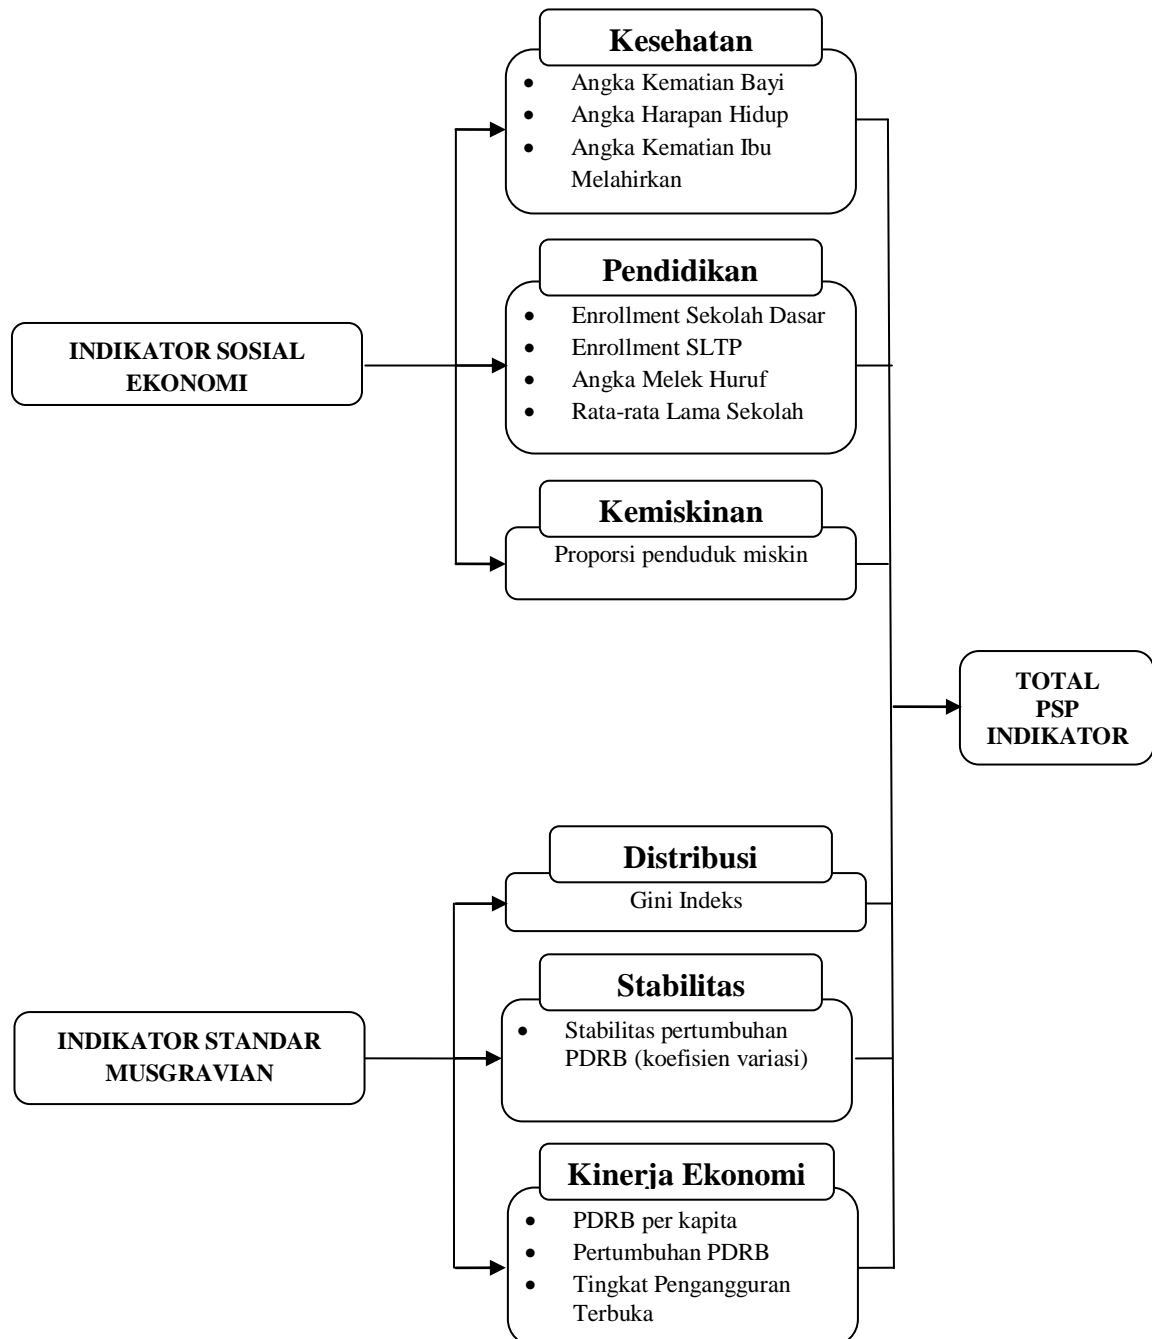 Kesehatan
• Angka Kematian Bayi
• Angka Harapan Hidup
• Angka Kematian Ibu
Melahirkan
Pendidikan
• Enrollment Sekolah Dasar
• Enrollment SLTP
• Angka Melek Huruf
• Rata-rata Lama Sekolah
INDIKATOR SOSIAL
EKONOMI
Kemiskinan
Proporsi penduduk miskin
TOTAL
PSP
INDIKATOR
Distribusi
Gini Indeks
Stabilitas
• Stabilitas pertumbuhan
PDRB (koefisien variasi)
INDIKATOR STANDAR
MUSGRAVIAN
Kinerja Ekonomi
• PDRB per kapita
• Pertumbuhan PDRB
• Tingkat Pengangguran
Terbuka